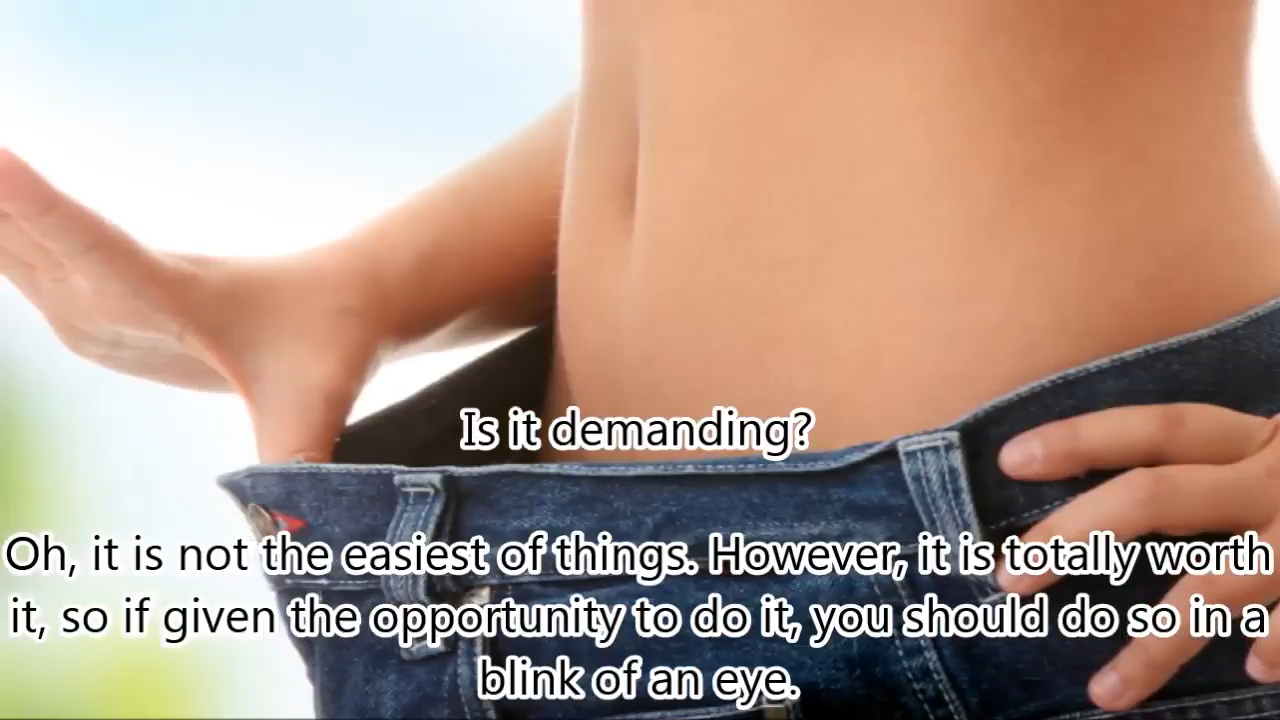 Is it demanding?
Oh, it is not the easiest of things. However, it is totally worth
it, so if given the opportunity to do it, you should do so in a
blink of an eye.